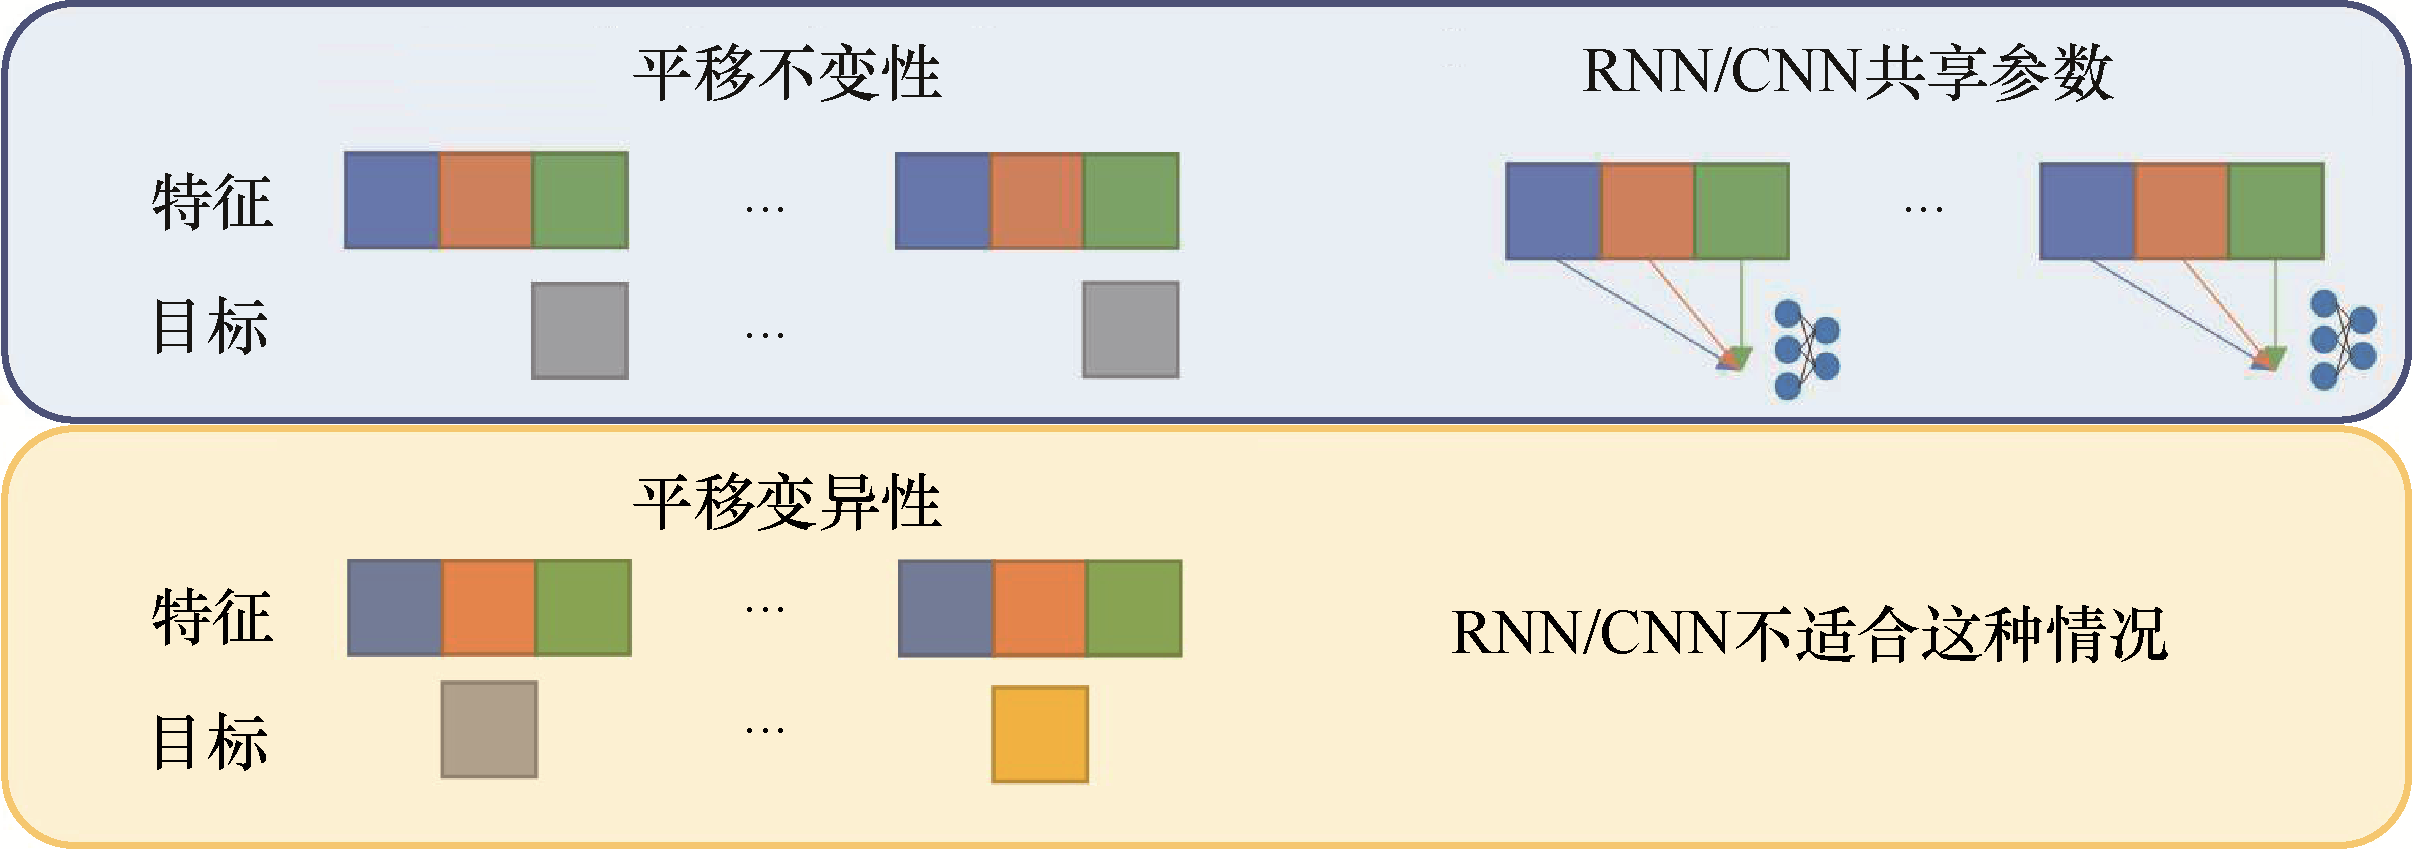 平移不变性
RNN/CNN共享参数
特征
…
…
目标
…
平移变异性
特征
…
RNN/CNN不适合这种情况
目标
…